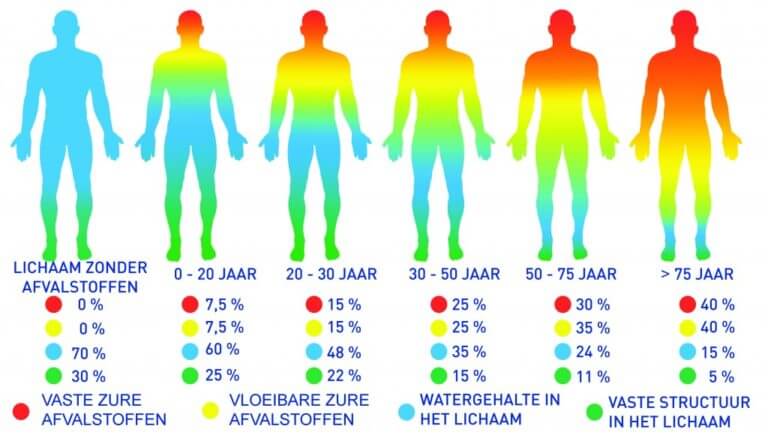 LICHAAM ZONDER
AFVALSTOFFEN
0 - 20 JAAR
20 - 30 JAAR
30 - 50 JAAR
50 - 75 JAAR
> 75 JAAR
0 % 7,5 % 15 % 25 % 30 % 40 %
0 % 7,5 % 15 % 25 % 35 % 40 %
70 % 60 % 48 % 35 % 24 % 15 %
30 % 25 % 22 % 15 % 11 % 5 %
VASTE ZURE
AFVALSTOFFEN
VLOEIBARE ZURE
AFVALSTOFFEN
WATERGEHALTE IN
HET LICHAAM
VASTE STRUCTUUR
IN HET LICHAAM